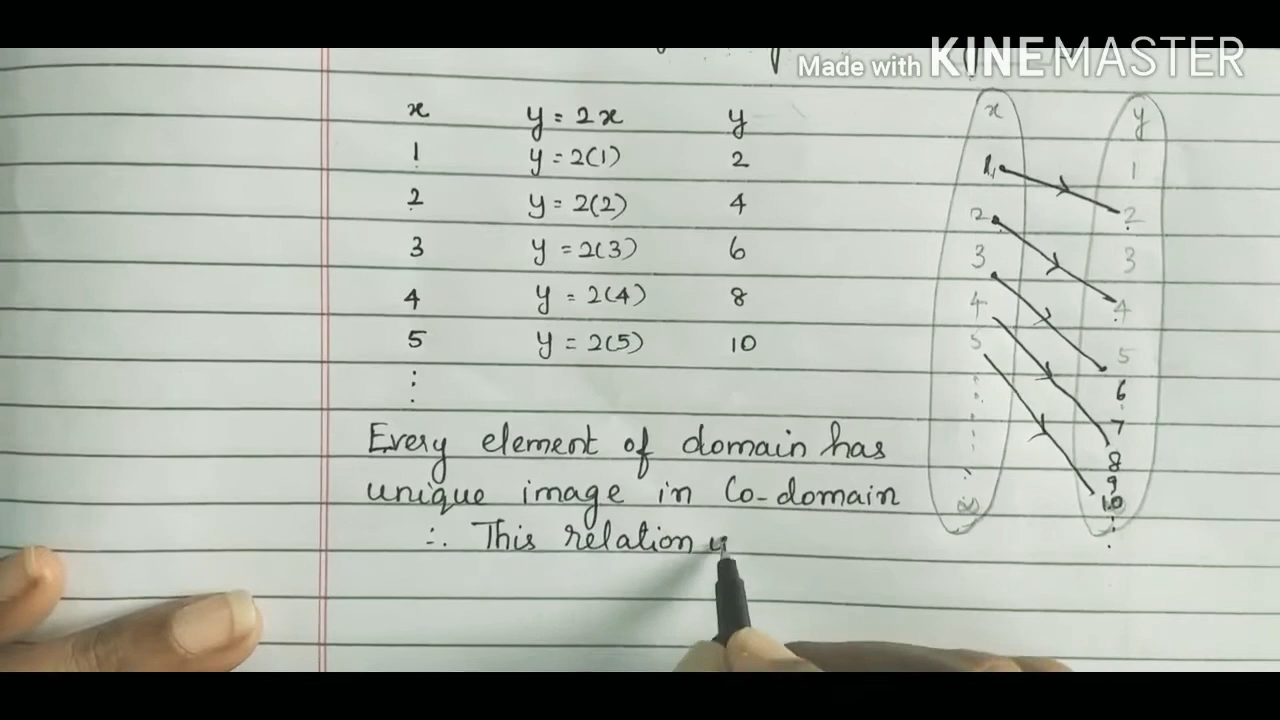 Made with KINEMASTER
x y = 2x y
1 y = 2(1) 2
2 y = 2(2) 4
3 y = 2(3) 6
4 y = 2(4) 8
5 y = 2(5) 10
⋮
Every element of domain has
unique image in Co-domain
∴ This relation
x
1
2
3
4
5
∞
y
1
2
3
4
5
6
7
8
9
10
⋮